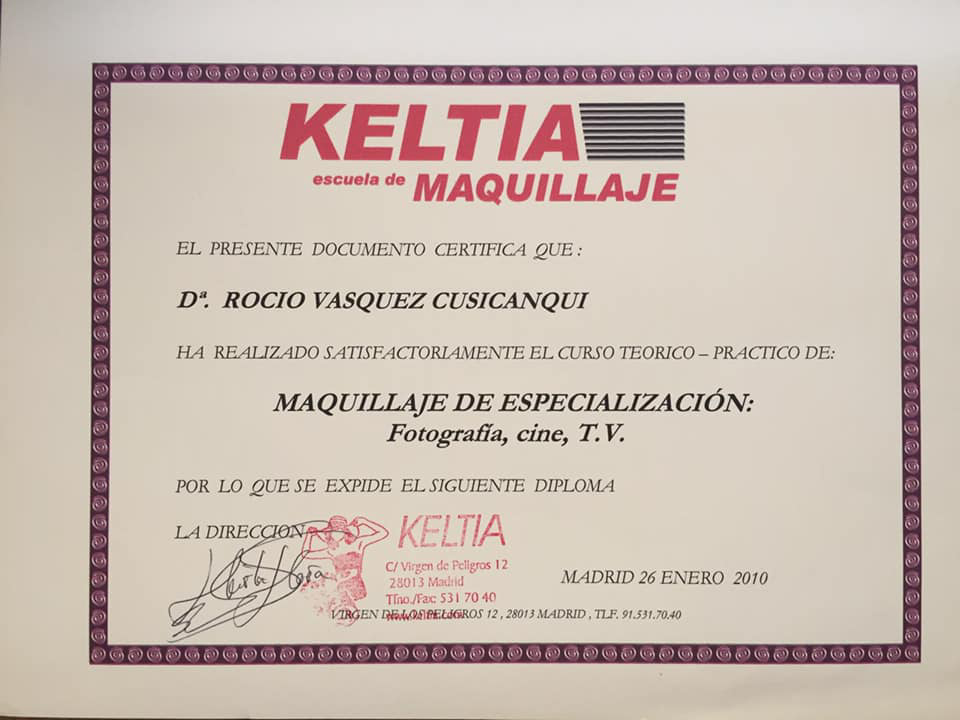 KELTIA
escuela de MAQUILLAJE
EL PRESENTE DOCUMENTO CERTIFICA QUE :
Dª. ROCIO VASQUEZ CUSICANQUI
HA REALIZADO SATISFACTORIAMENTE EL CURSO TEORICO – PRACTICO DE:
MAQUILLAJE DE ESPECIALIZACIÓN:
Fotografía, cine, T.V.
POR LO QUE SE EXPIDE EL SIGUIENTE DIPLOMA
LA DIRECCION
KELTIA
C/ Virgen de Peligros 12
28013 Madrid
Tfno./Fax: 531 70 40
MADRID 26 ENERO 2010
VIRGEN DE LOS PELIGROS 12 , 28013 MADRID , TLF. 91.531.70.40